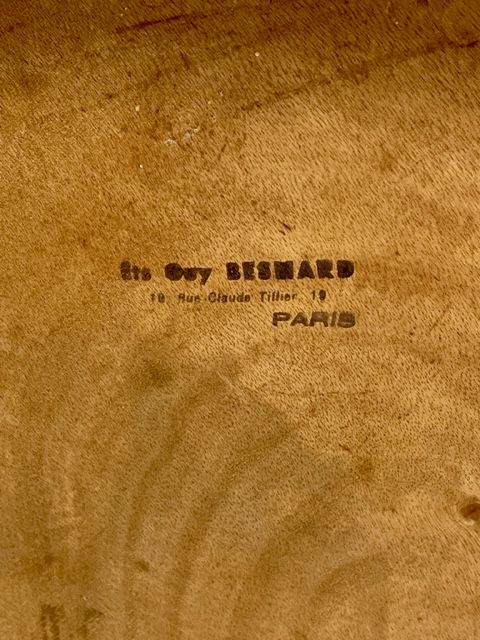 Ets Guy BESNARD
19, Rue Claude Tillier, 19
PARIS